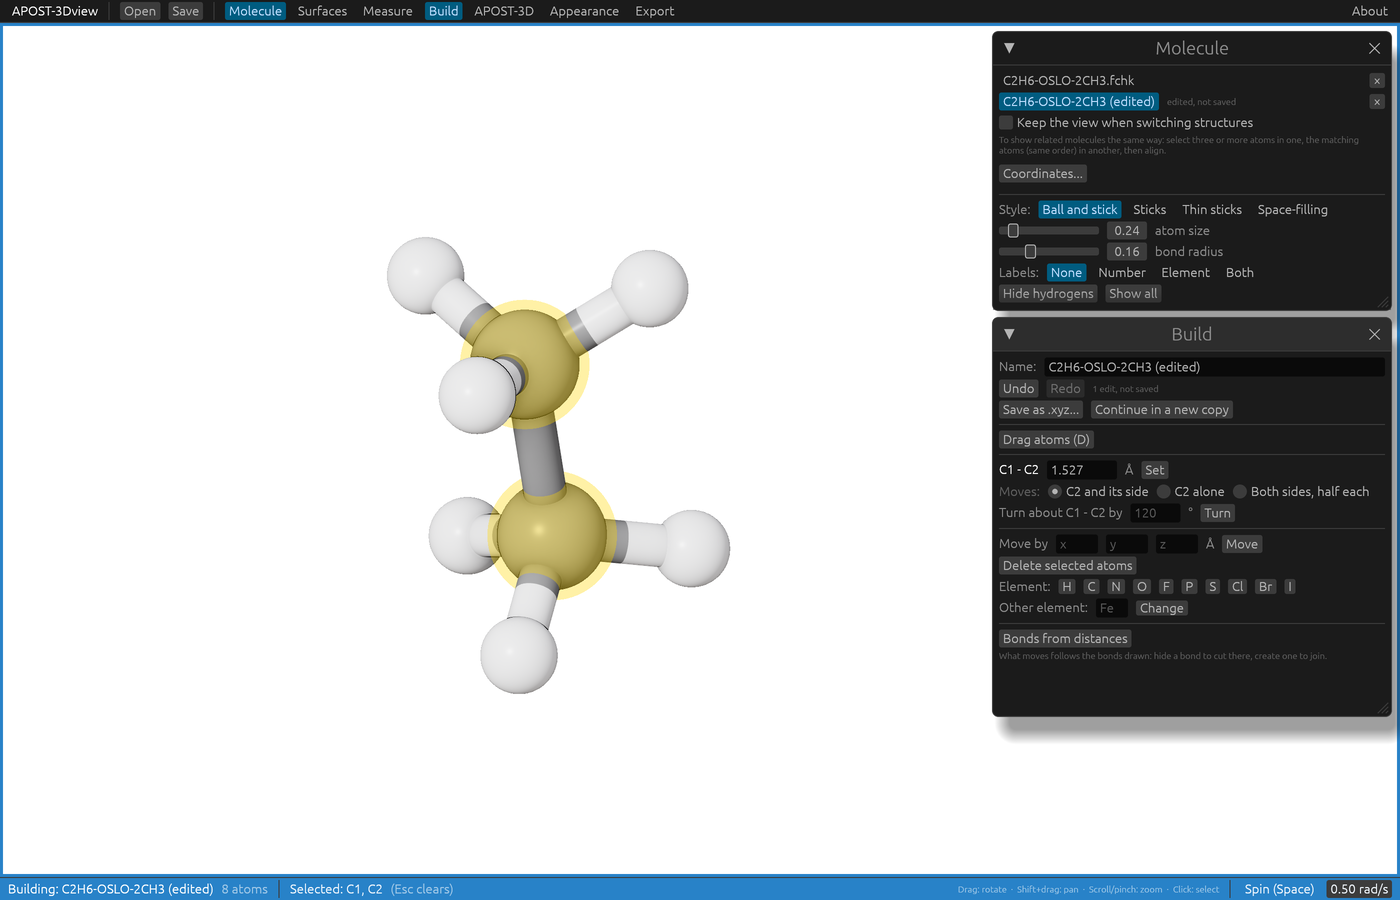 APOST-3Dview Open Save Molecule Surfaces Measure Build APOST-3D Appearance Export About
Molecule
C2H6-OSLO-2CH3.fchk x
C2H6-OSLO-2CH3 (edited) edited, not saved x
Keep the view when switching structures
To show related molecules the same way: select three or more atoms in one, the matching
atoms (same order) in another, then align.
Coordinates...
Style: Ball and stick Sticks Thin sticks Space-filling
0.24 atom size
0.16 bond radius
Labels: None Number Element Both
Hide hydrogens Show all
Build
Name: C2H6-OSLO-2CH3 (edited)
Undo Redo 1 edit, not saved
Save as .xyz... Continue in a new copy
Drag atoms (D)
C1 - C2 1.527 Å Set
Moves: C2 and its side C2 alone Both sides, half each
Turn about C1 - C2 by 120 ° Turn
Move by x y z Å Move
Delete selected atoms
Element: H C N O F P S Cl Br I
Other element: Fe Change
Bonds from distances
What moves follows the bonds drawn: hide a bond to cut there, create one to join.
Building: C2H6-OSLO-2CH3 (edited) 8 atoms Selected: C1, C2 (Esc clears) Drag: rotate · Shift+drag: pan · Scroll/pinch: zoom · Click: select Spin (Space) 0.50 rad/s